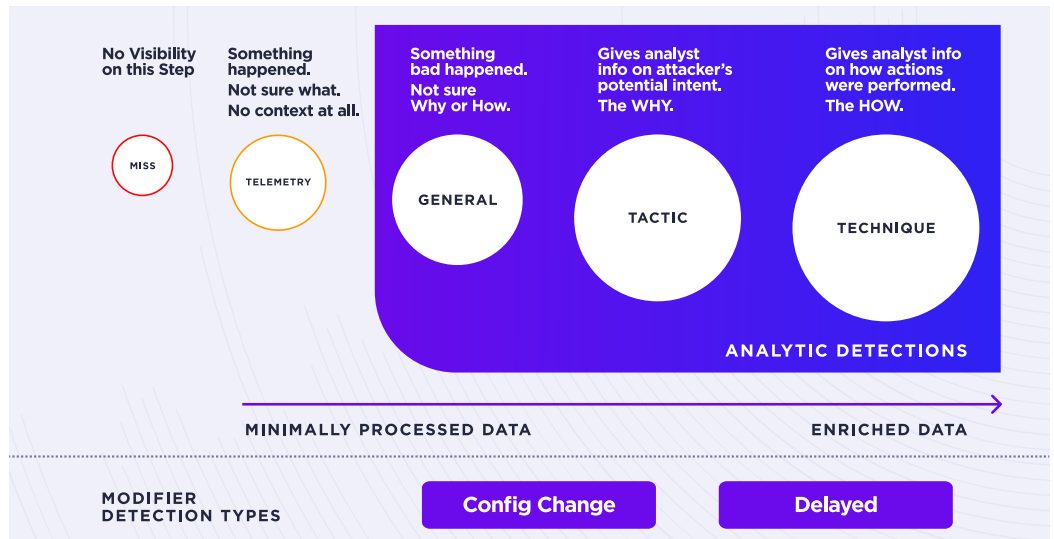 No Visibility
on this Step
Something
happened.
Not sure what.
No context at all.
Something
bad happened.
Not sure
Why or How.
Gives analyst
info on attacker's
potential intent.
The WHY.
Gives analyst info
on how actions
were performed.
The HOW.
MISS
TELEMETRY
GENERAL
TACTIC
TECHNIQUE
ANALYTIC DETECTIONS
MINIMALLY PROCESSED DATA
ENRICHED DATA
MODIFIER
DETECTION TYPES
Config Change
Delayed